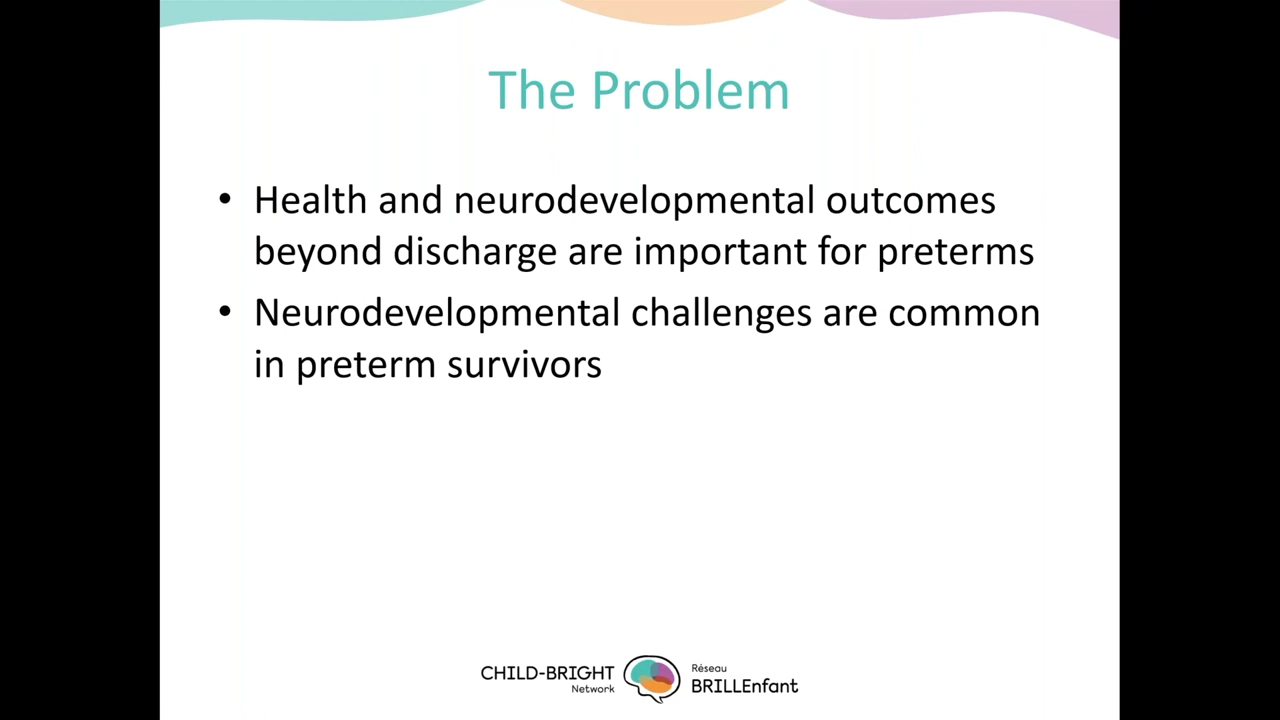 The Problem
• Health and neurodevelopmental outcomes
beyond discharge are important for preterms
• Neurodevelopmental challenges are common
in preterm survivors
CHILD-BRIGHT
Network
Réseau
BRILLEnfant